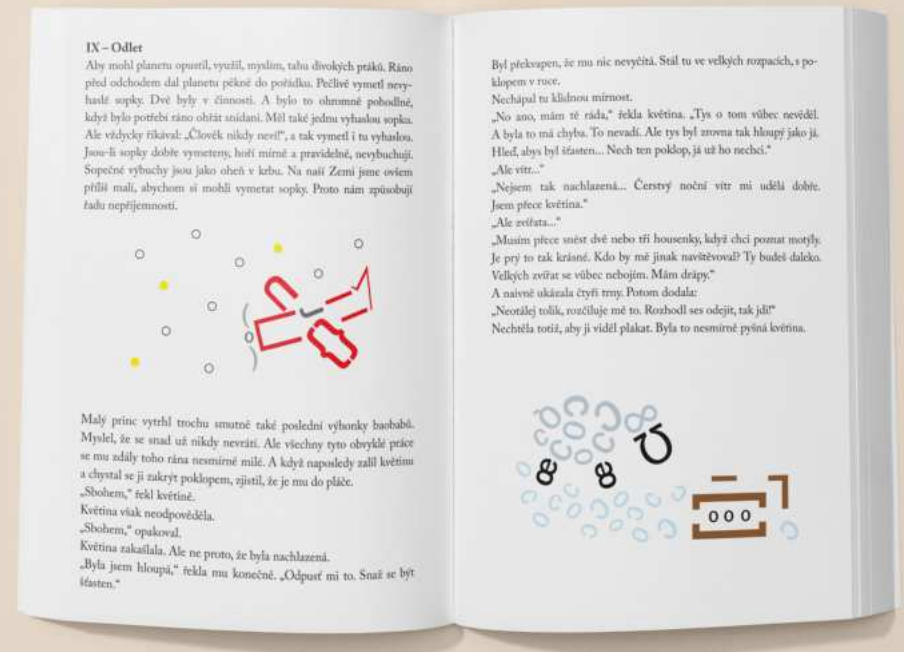 IX – Odlet
Aby mohl planetu opustil, využil, myslím, tahu divokých ptáků. Ráno
před odchodem dal planetu pěkně do pořádku. Pečlivě vymetl nevy-
haslé sopky. Dvě byly v činnosti. A bylo to ohromné pohodlné,
když bylo potřebí ráno ohřát snídani. Měl také jednu vyhaslou sopku.
Ale vždycky říkával: „Člověk nikdy neví!“, a tak vymetl i tu vyhaslou.
Jsou-li sopky dobře vymeteny, hoří mírně a pravidelně, nevybuchují.
Sopečné výbuchy jsou jako oheň v krbu. Na naší Zemi jsme ovšem
příliš malí, abychom si mohli vymetat sopky. Proto nám způsobují
řadu nepříjemností.
Malý princ vytrhl trochu smutně také poslední výhonky baobabů.
Myslel, že se snad už nikdy nevrátí. Ale všechny tyto obvyklé práce
se mu zdály toho rána nesmírně milé. A když naposledy zalil květinu
a chystal se ji zakrýt poklopem, zjistil, že je mu do pláče.
„Sbohem,“ řekl květině.
Květina však neodpověděla.
„Sbohem,“ opakoval.
Květina zakašlala. Ale ne proto, že byla nachlazená.
„Byla jsem hloupá,“ řekla mu konečně. „Odpusť mi to. Snaž se být
šťasten.“
Byl překvapen, že mu nic nevyčítá. Stál tu ve velkých rozpacích, s po-
klopem v ruce.
Nechápal tu klidnou mírnost.
„No ano, mám tě ráda,“ řekla květina. „Tys o tom vůbec nevěděl.
A byla to má chyba. To nevadí. Ale tys byl zrovna tak hloupý jako já.
Hleď, abys byl šťasten... Nech ten poklop, já už ho nechci.“
„Ale vítr...“
„Nejsem tak nachlazená... Čerstvý noční vítr mi udělá dobře.
Jsem přece květina.“
„Ale zvířata...“
„Musím přece snést dvě nebo tři housenky, když chci poznat motýly.
Je prý to tak krásné. Kdo by mě jinak navštěvoval? Ty budeš daleko.
Velkých zvířat se vůbec nebojím. Mám drápy.“
A naivně ukázala čtyři trny. Potom dodala:
„Neotálej tolik, rozčiluje mě to. Rozhodl ses odejít, tak jdi!“
Nechtěla totiž, aby ji viděl plakat. Byla to nesmírně pyšná květina.